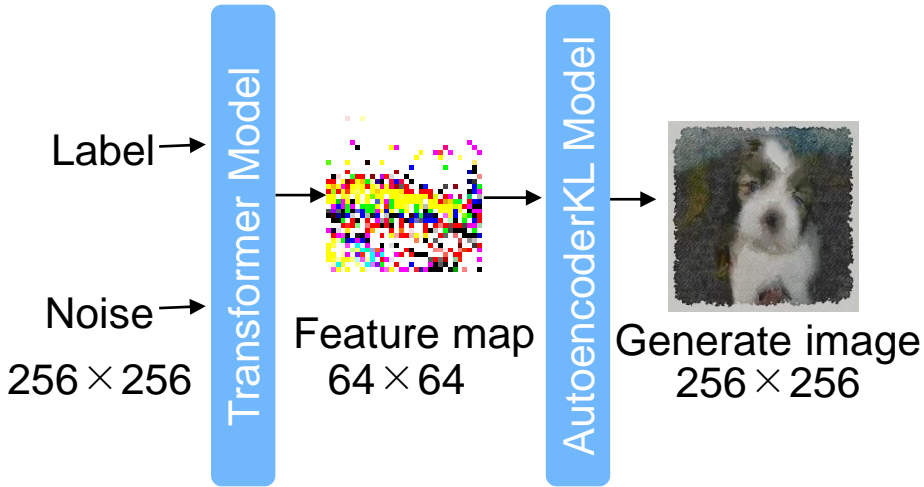 Label
Noise
256×256
Transformer Model
Feature map
64×64
AutoencoderKL Model
Generate image
256×256